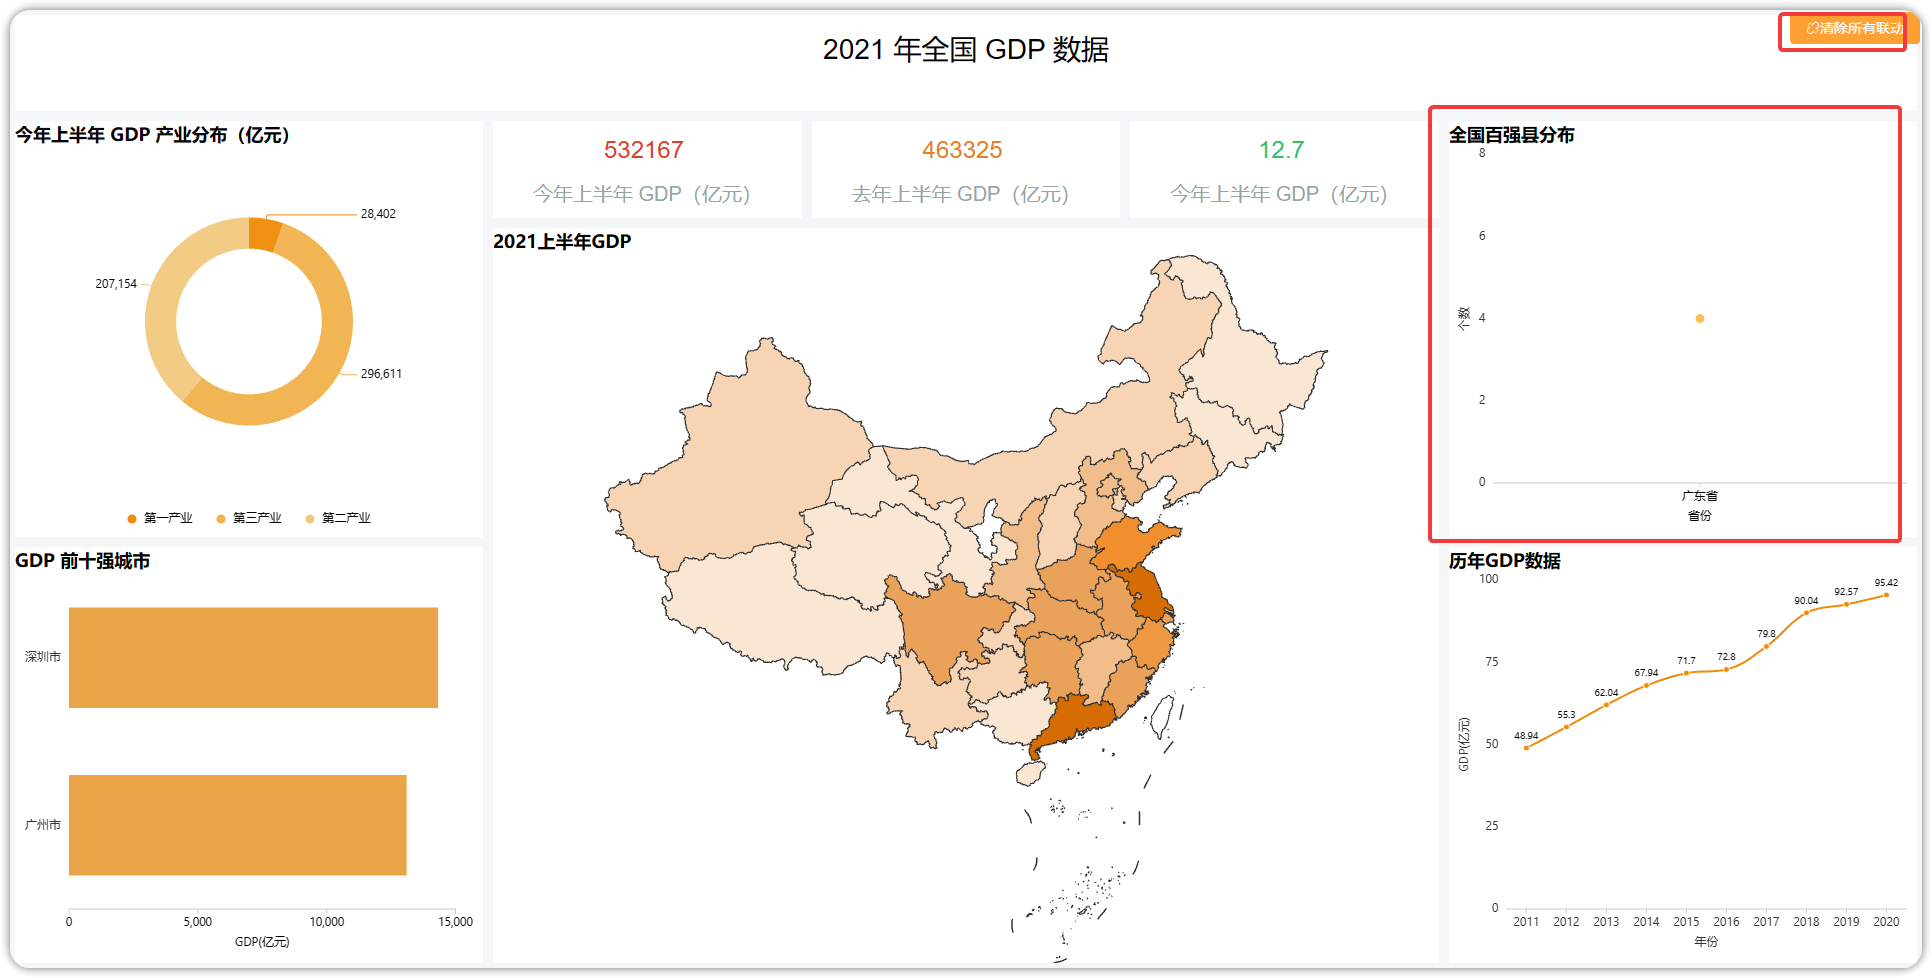 2021 年全国 GDP 数据
清除所有联动
今年上半年 GDP 产业分布（亿元）
28,402
207,154
296,611
第一产业
第三产业
第二产业
532167
今年上半年 GDP（亿元）
463325
去年上半年 GDP（亿元）
12.7
今年上半年 GDP（亿元）
2021上半年GDP
全国百强县分布
8
6
4
2
0
个数
广东省
省份
GDP 前十强城市
深圳市
广州市
0
5,000
10,000
15,000
GDP(亿元)
历年GDP数据
100
75
50
25
0
GDP(亿元)
48.94
55.3
62.04
67.94
71.7
72.8
79.8
90.04
92.57
95.42
2011
2012
2013
2014
2015
2016
2017
2018
2019
2020
年份